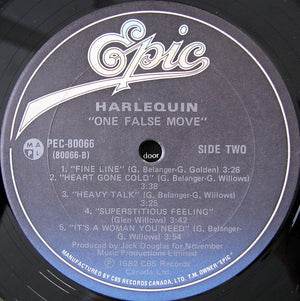 Epic
HARLEQUIN
"ONE FALSE MOVE"
PEC-80066
(80066-B)
M A
P L
door
SIDE TWO
1. "FINE LINE" (G. Belanger-G. Golden) 3:26
2. "HEART GONE COLD" (G. Belanger-G. Willows)
3:38
3. "HEAVY TALK" (G. Belanger-G. Willows)
3:25
4. "SUPERSTITIOUS FEELING"
(Glen Willows) 3:42
5. "IT'S A WOMAN YOU NEED" (G. Belanger-
G. Willows) 3:54
Produced by Jack Douglas for November
Music Productions Limited
℗ 1982 CBS Records
Canada Ltd.
MANUFACTURED BY CBS RECORDS CANADA LTD. T.M. OWNER "EPIC"